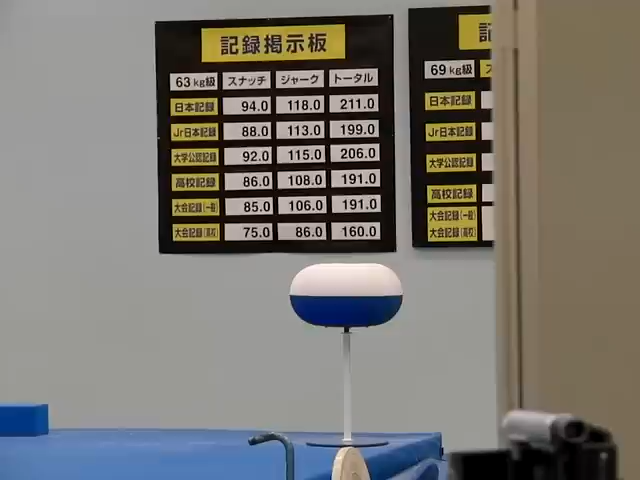 記録掲示板
63kg級 スナッチ ジャーク トータル
日本記録 94.0 118.0 211.0
Jr日本記録 88.0 113.0 199.0
大学公認記録 92.0 115.0 206.0
高校記録 86.0 108.0 191.0
大会記録(一般) 85.0 106.0 191.0
大会記録(高校) 75.0 86.0 160.0
記
69kg級 ス
日本記録
Jr日本記録
大学公認記録
高校記録
大会記録(一般)
大会記録(高校)